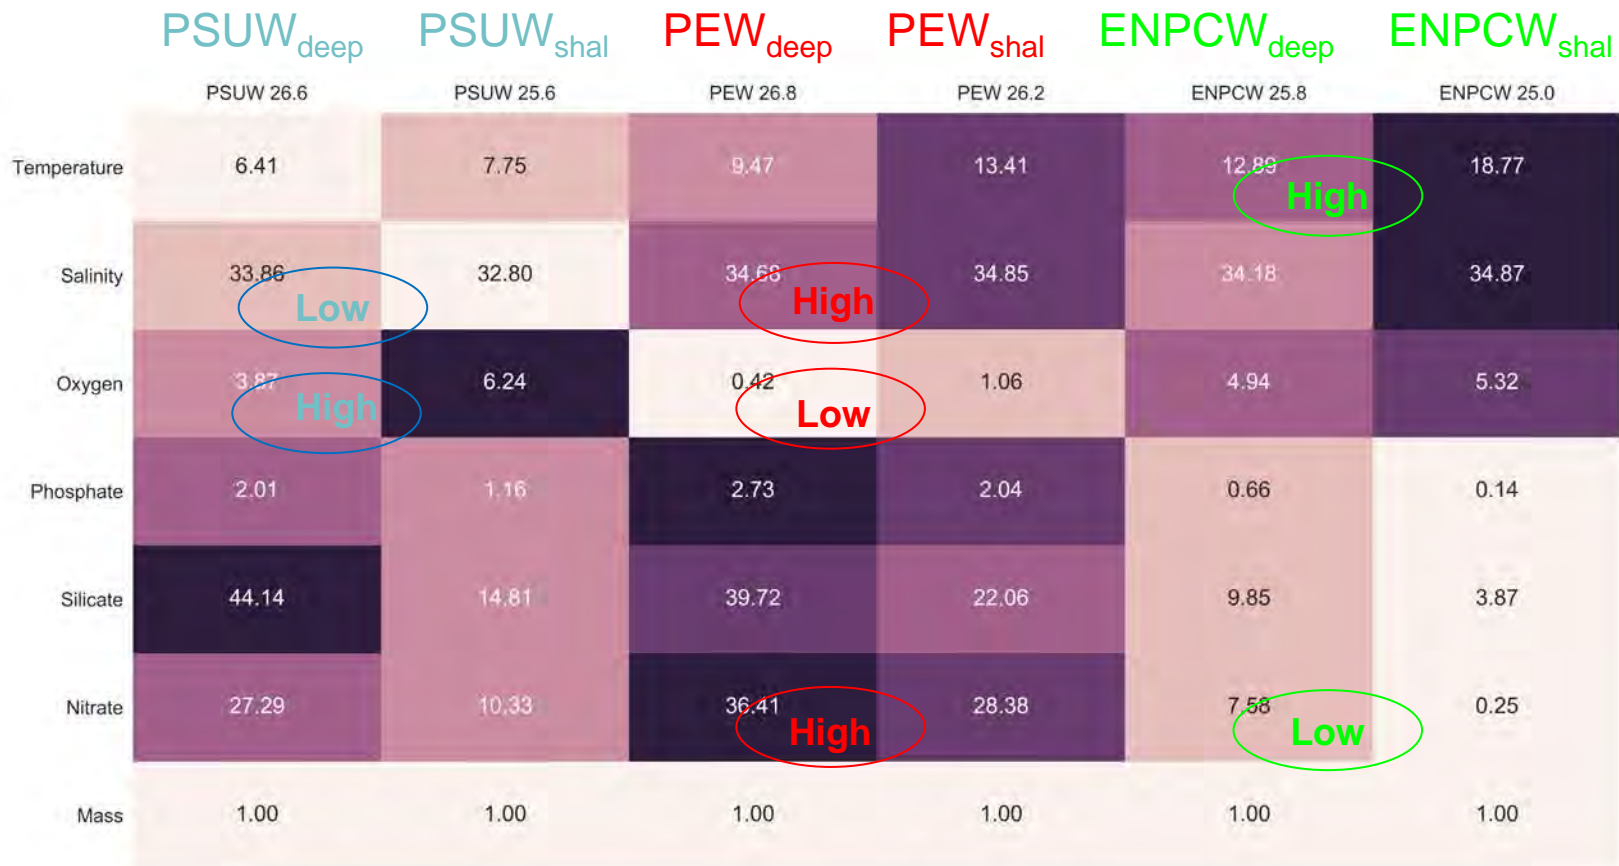 PSUWdeep PSUWshal PEWdeep PEWshal ENPCWdeep ENPCWshal
PSUW 26.6 PSUW 25.6 PEW 26.8 PEW 26.2 ENPCW 25.8 ENPCW 25.0
Temperature 6.41 7.75 9.47 13.41 12.89 18.77
High
Salinity 33.86 32.80 34.68 34.85 34.18 34.87
Low High
Oxygen 3.87 6.24 0.42 1.06 4.94 5.32
High Low
Phosphate 2.01 1.16 2.73 2.04 0.66 0.14
Silicate 44.14 14.81 39.72 22.06 9.85 3.87
Nitrate 27.29 10.33 36.41 28.38 7.58 0.25
High Low
Mass 1.00 1.00 1.00 1.00 1.00 1.00